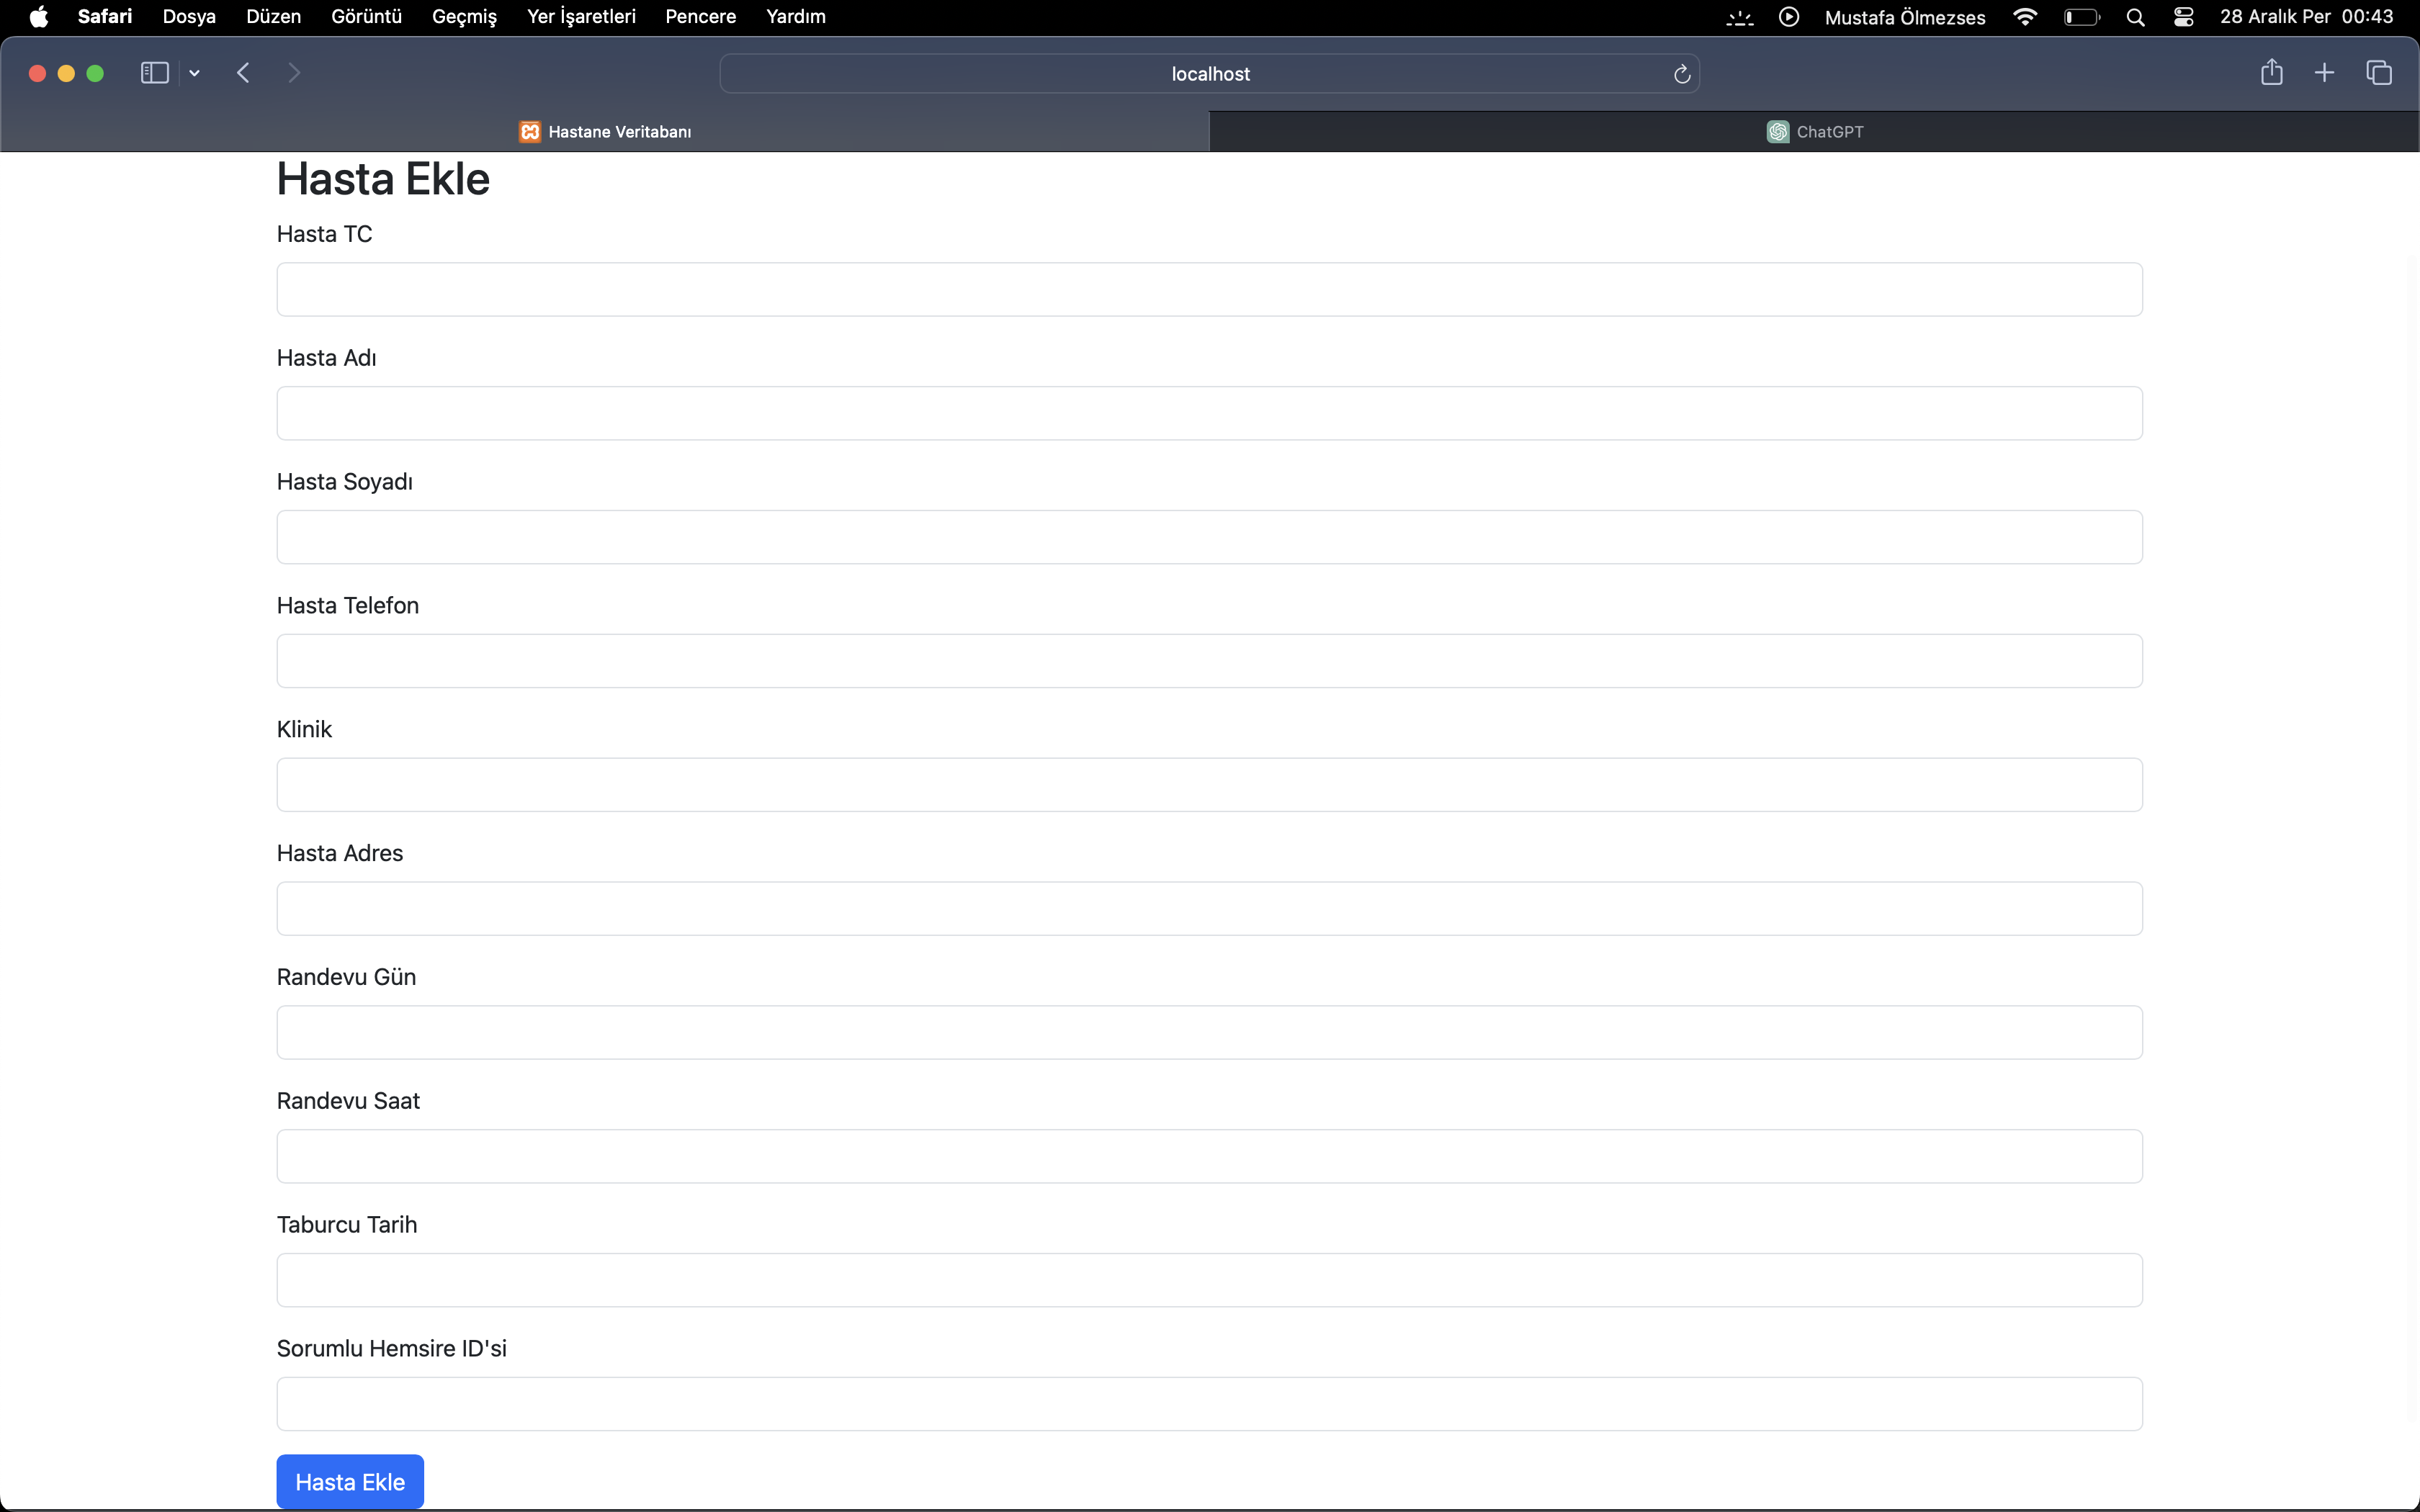 Safari Dosya Düzen Görüntü Geçmiş Yer İşaretleri Pencere Yardım Mustafa Ölmezses 28 Aralık Per 00:43
localhost
Hastane Veritabanı ChatGPT
Hasta Ekle
Hasta TC
Hasta Adı
Hasta Soyadı
Hasta Telefon
Klinik
Hasta Adres
Randevu Gün
Randevu Saat
Taburcu Tarih
Sorumlu Hemsire ID'si
Hasta Ekle